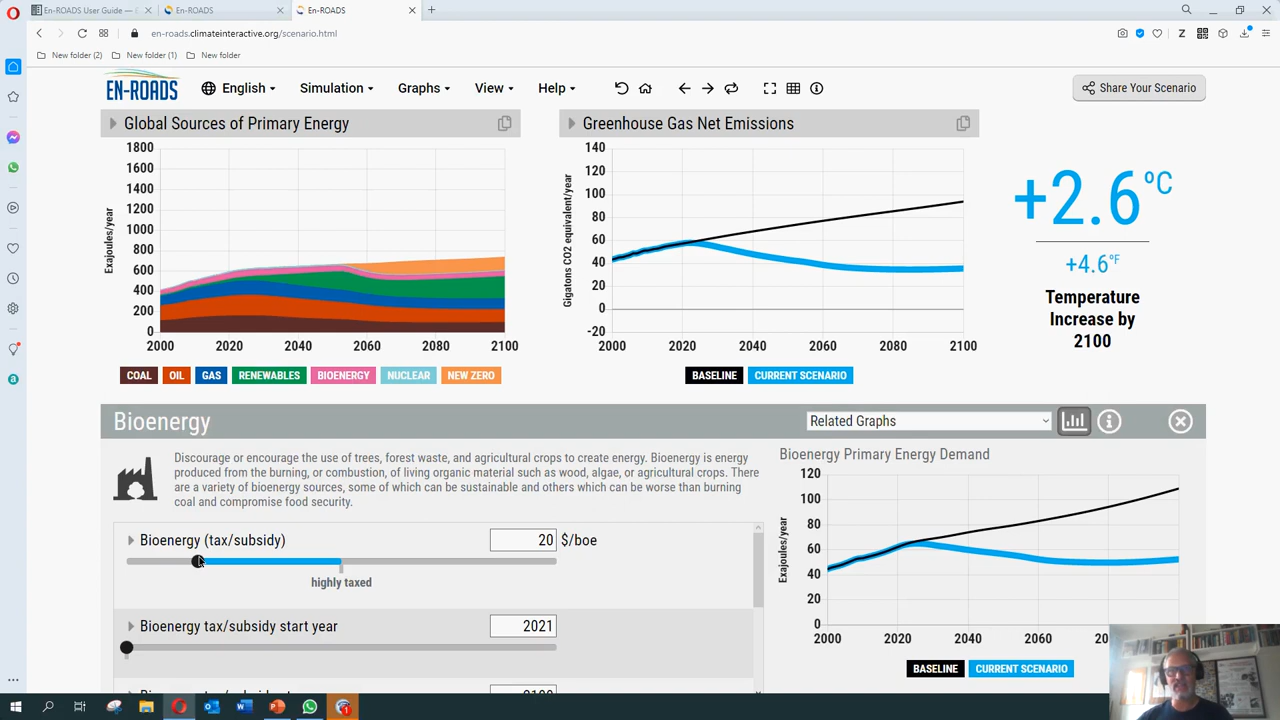 En-ROADS User Guide —
En-ROADS
En-ROADS
en-roads.climateinteractive.org/scenario.html
New folder (2)
New folder (1)
New folder
EN-ROADS
English
Simulation
Graphs
View
Help
Share Your Scenario
Global Sources of Primary Energy
1800
1600
1400
1200
1000
800
600
400
200
0
Exajoules/year
2000 2020 2040 2060 2080 2100
COAL OIL GAS RENEWABLES BIOENERGY NUCLEAR NEW ZERO
Greenhouse Gas Net Emissions
140
120
100
80
60
40
20
0
-20
Gigatons CO2 equivalent/year
2000 2020 2040 2060 2080 2100
BASELINE CURRENT SCENARIO
+2.6 ºC
+4.6 ºF
Temperature
Increase by
2100
Bioenergy
Related Graphs
Discourage or encourage the use of trees, forest waste, and agricultural crops to create energy. Bioenergy is energy
produced from the burning, or combustion, of living organic material such as wood, algae, or agricultural crops. There
are a variety of bioenergy sources, some of which can be sustainable and others which can be worse than burning
coal and compromise food security.
Bioenergy (tax/subsidy) 20 $/boe
highly taxed
Bioenergy tax/subsidy start year 2021
Bioenergy Primary Energy Demand
120
100
80
60
40
20
0
Exajoules/year
2000 2020 2040 2060
BASELINE CURRENT SCENARIO